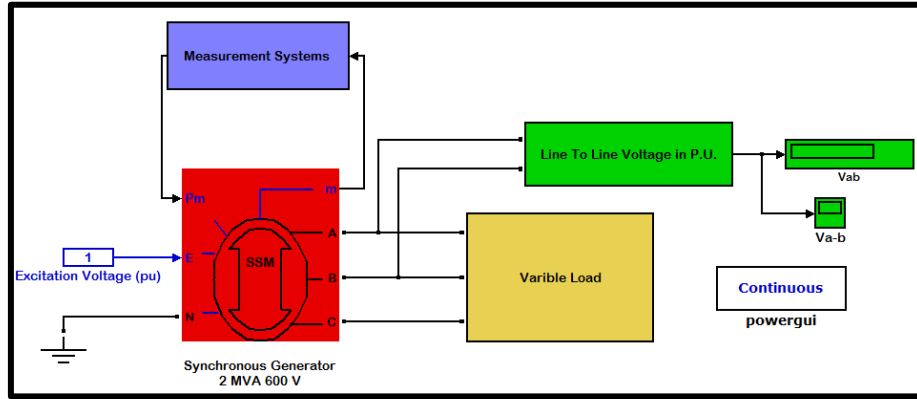 Measurement Systems
Line To Line Voltage in P.U.
Vab
Pm
m
A
Va-b
1
E
SSM
B
Varible Load
Excitation Voltage (pu)
Continuous
N
C
powergui
Synchronous Generator
2 MVA 600 V